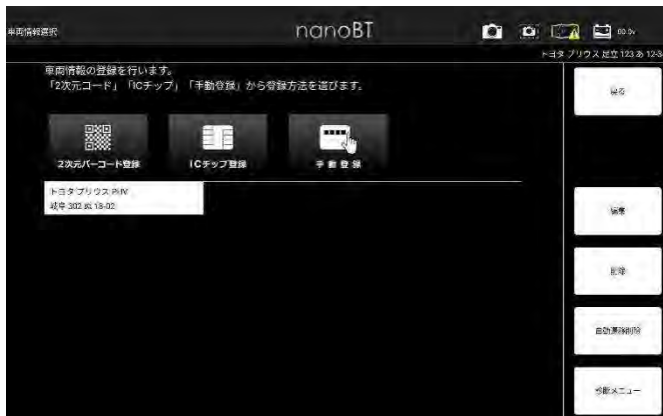 車両情報選択
nanoBT
00.0v
トヨタ プリウス 足立 123 あ 12-3
車両情報の登録を行います。
「2次元コード」「ICチップ」「手動登録」から登録方法を選びます。
戻る
2次元バーコード登録
ICチップ登録
手動登録
トヨタ プリウス PHV
岐阜 302 18-02
編集
削除
自動車検証削除
診断メニュー